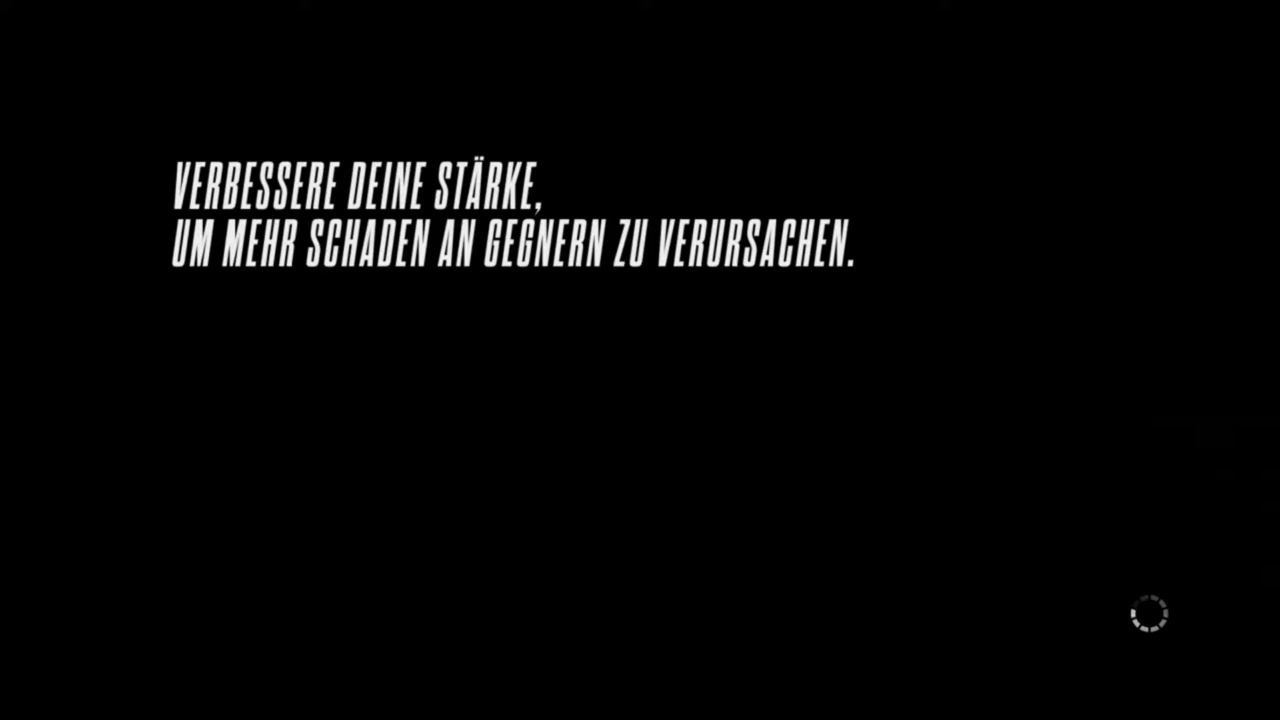 VERBESSERE DEINE STÄRKE,
UM MEHR SCHADEN AN GEGNERN ZU VERURSACHEN.